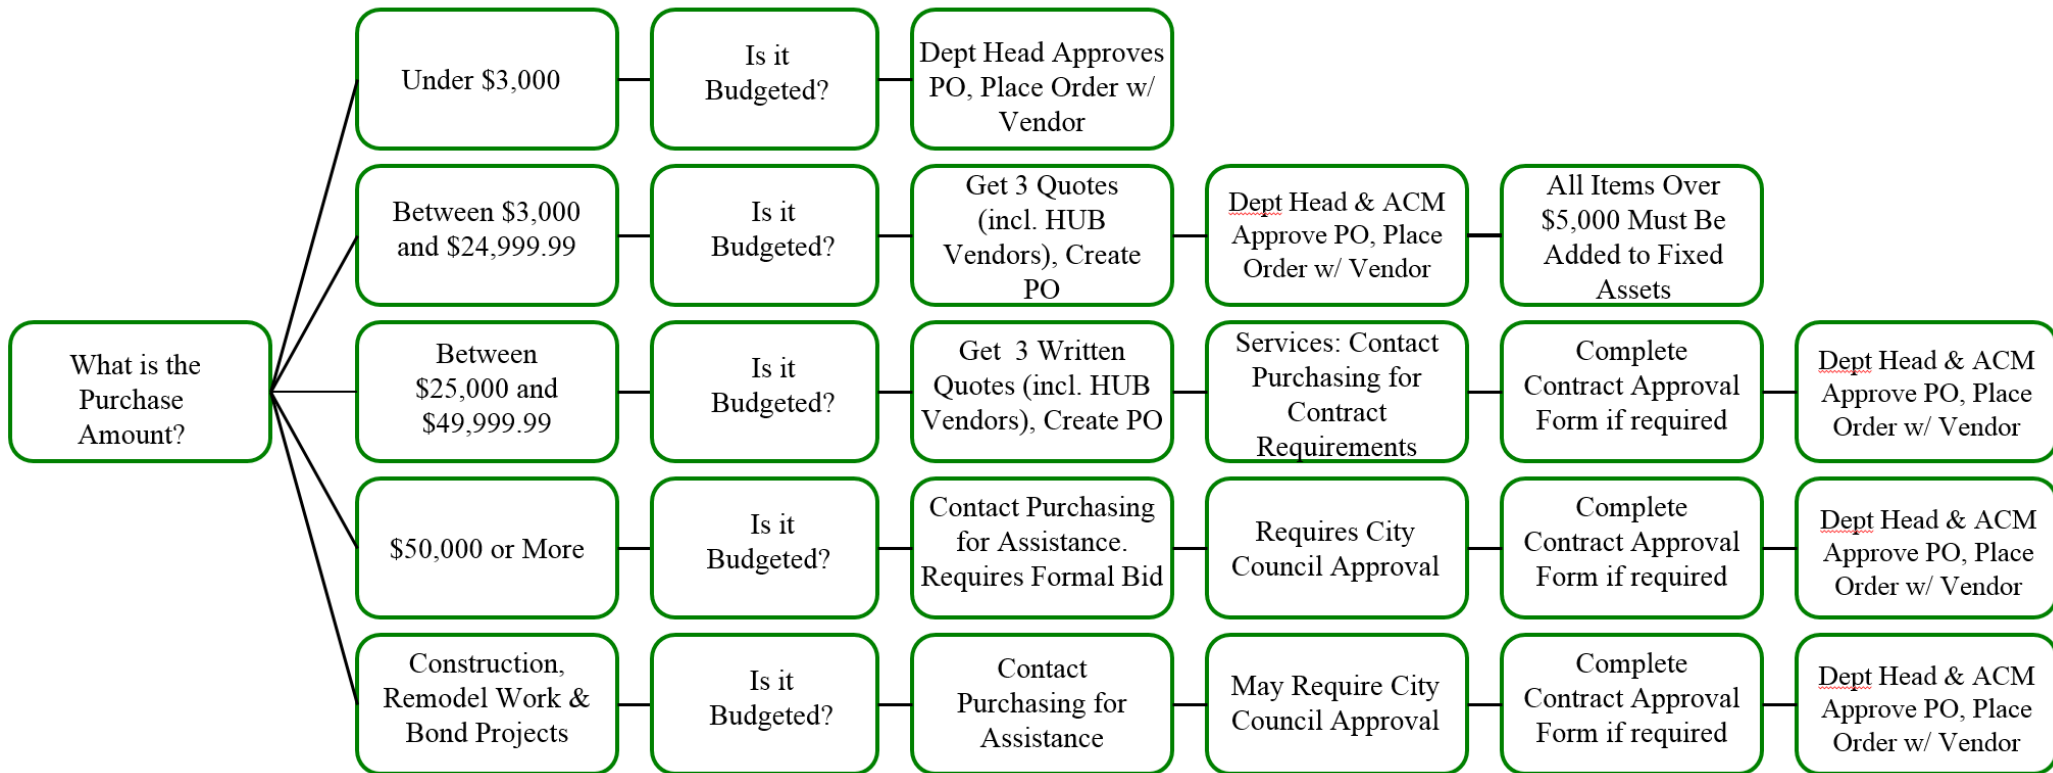 What is the
Purchase
Amount?
Under $3,000
Is it
Budgeted?
Dept Head Approves
PO, Place Order w/
Vendor
Between $3,000
and $24,999.99
Is it
Budgeted?
Get 3 Quotes
(incl. HUB
Vendors), Create
PO
Dept Head & ACM
Approve PO, Place
Order w/ Vendor
All Items Over
$5,000 Must Be
Added to Fixed
Assets
Between
$25,000 and
$49,999.99
Is it
Budgeted?
Get 3 Written
Quotes (incl. HUB
Vendors), Create PO
Services: Contact
Purchasing for
Contract
Requirements
Complete
Contract Approval
Form if required
Dept Head & ACM
Approve PO, Place
Order w/ Vendor
$50,000 or More
Is it
Budgeted?
Contact Purchasing
for Assistance.
Requires Formal Bid
Requires City
Council Approval
Complete
Contract Approval
Form if required
Dept Head & ACM
Approve PO, Place
Order w/ Vendor
Construction,
Remodel Work &
Bond Projects
Is it
Budgeted?
Contact
Purchasing for
Assistance
May Require City
Council Approval
Complete
Contract Approval
Form if required
Dept Head & ACM
Approve PO, Place
Order w/ Vendor